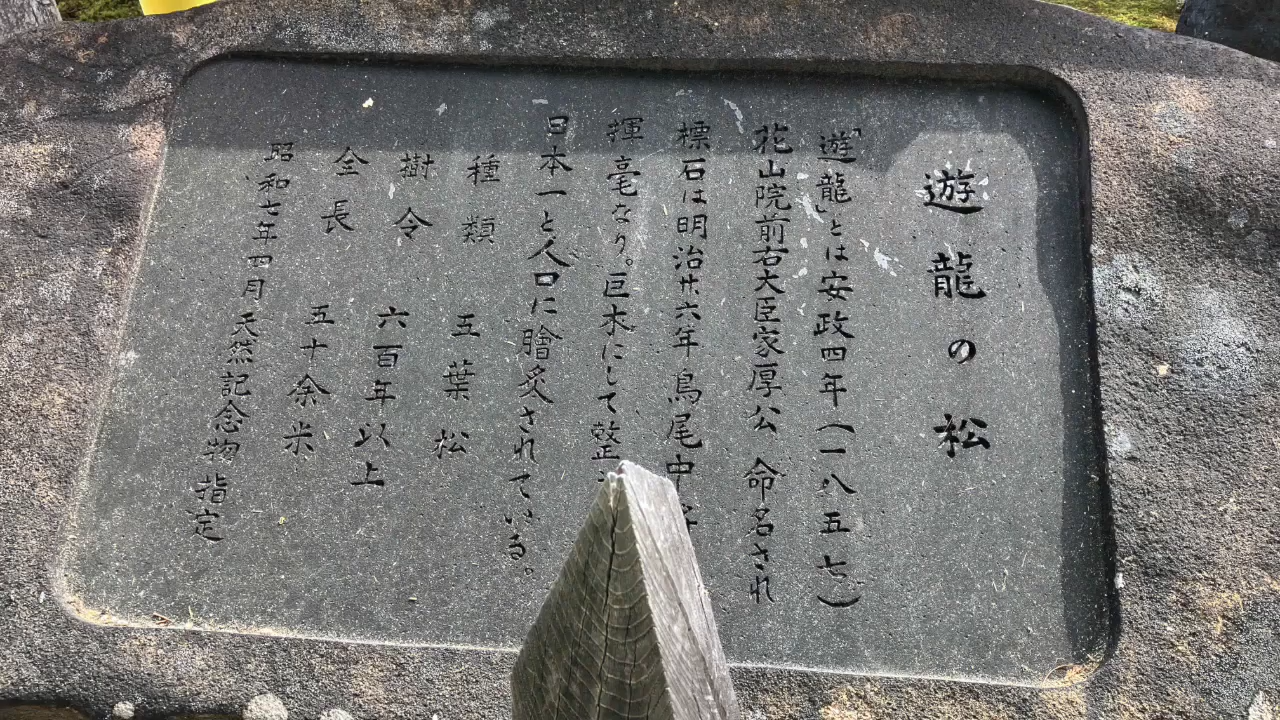 遊龍の松
「遊龍」とは安政四年(一八五七)
花山院前右大臣家厚公 命名され
標石は明治廾六年鳥尾中
揮毫なり。巨木にして整
日本一と人口に膾炙されている。
種類 五葉松
樹令 六百年以上
全長 五十余米
昭和七年四月 天然記念物指定